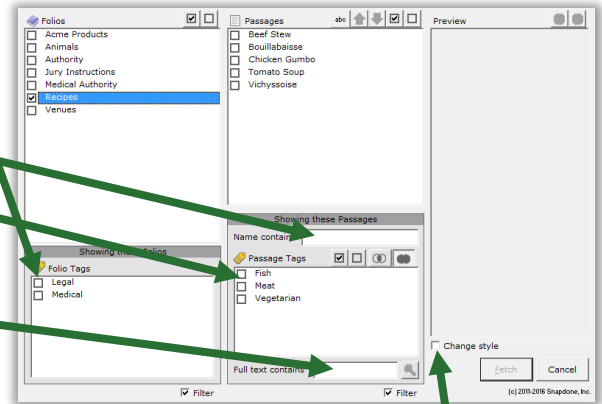 Folios
Acme Products
Animals
Authority
Jury Instructions
Medical Authority
Recipes
Venues
Showing these Folios
Folio Tags
Legal
Medical
Filter
Passages
abc
Beef Stew
Bouillabaisse
Chicken Gumbo
Tomato Soup
Vichyssoise
Showing these Passages
Name contains
Passage Tags
Fish
Meat
Vegetarian
Full text contains
Filter
Preview
Change style
Fetch
Cancel
(c) 2011-2016 Snapdone, Inc.